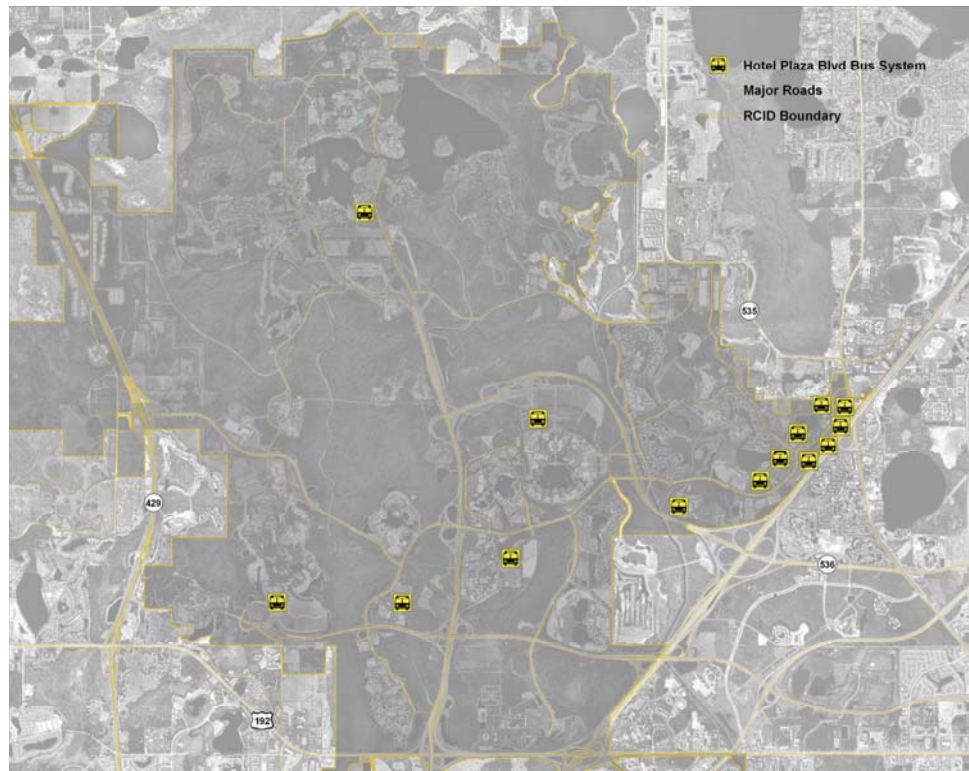 Hotel Plaza Blvd Bus System
Major Roads
RCID Boundary
535
429
536
192